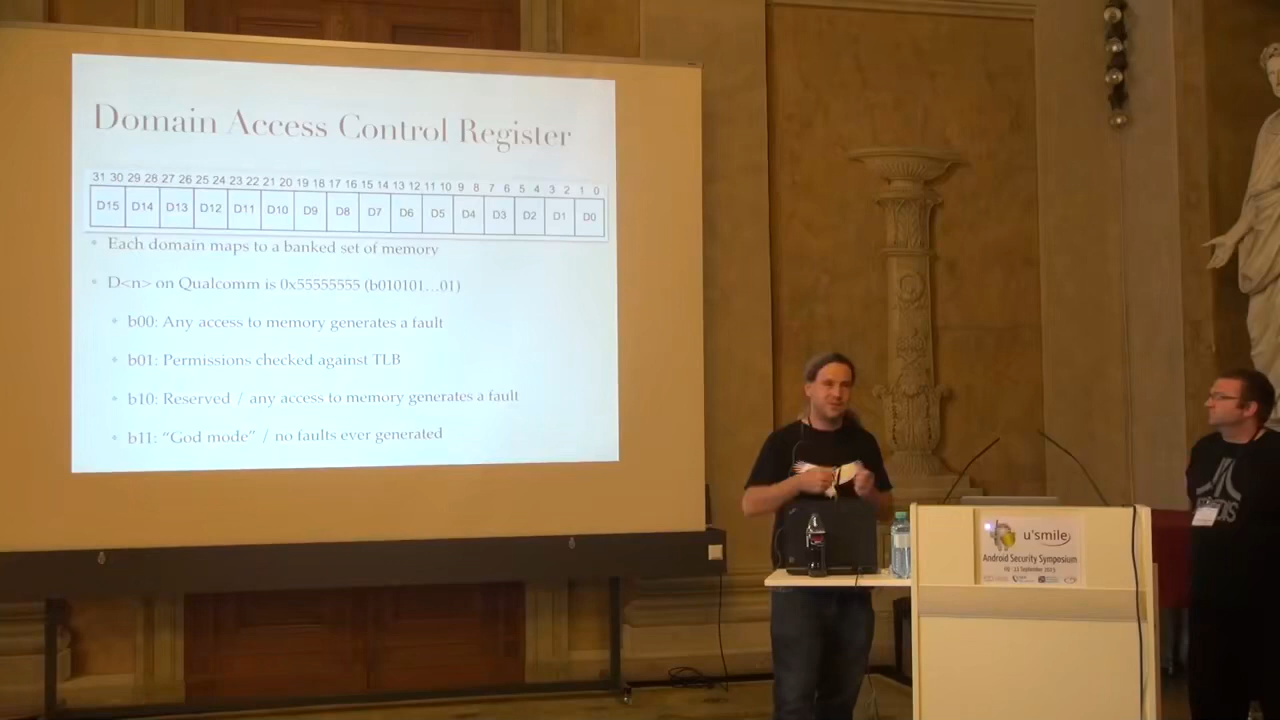 Domain Access Control Register
31 30 29 28 27 26 25 24 23 22 21 20 19 18 17 16 15 14 13 12 11 10 9 8 7 6 5 4 3 2 1 0
D15 D14 D13 D12 D11 D10 D9 D8 D7 D6 D5 D4 D3 D2 D1 D0
Each domain maps to a banked set of memory
D<n> on Qualcomm is 0x55555555 (b010101…01)
b00: Any access to memory generates a fault
b01: Permissions checked against TLB
b10: Reserved / any access to memory generates a fault
b11: “God mode” / no faults ever generated
u'smile
Android Security Symposium